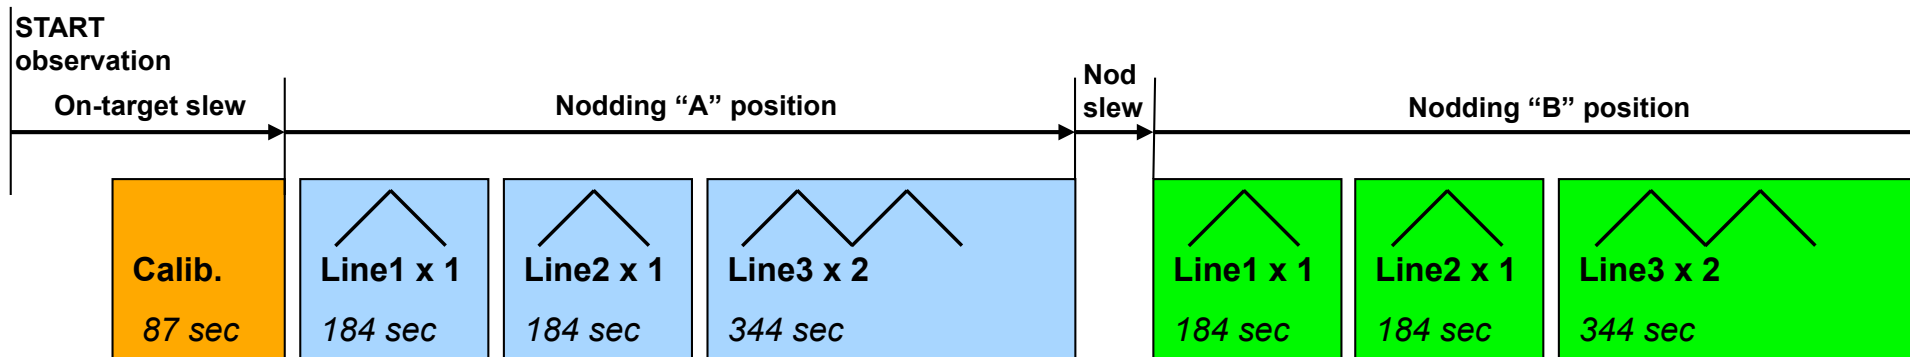 START
observation
On-target slew
Nodding “A” position
Nod
slew
Nodding “B” position
Calib.
87 sec
Line1 x 1
184 sec
Line2 x 1
184 sec
Line3 x 2
344 sec
Line1 x 1
184 sec
Line2 x 1
184 sec
Line3 x 2
344 sec